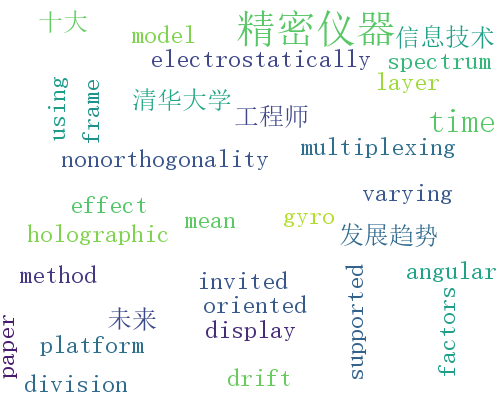 十大
model
精密仪器
信息技术
electrostatically
spectrum
layer
using
frame
清华大学
工程师
time
nonorthogonality
multiplexing
varying
effect
mean
gyro
holographic
发展趋势
method
invited
angular
oriented
supported
factors
未来
display
paper
platform
division
drift